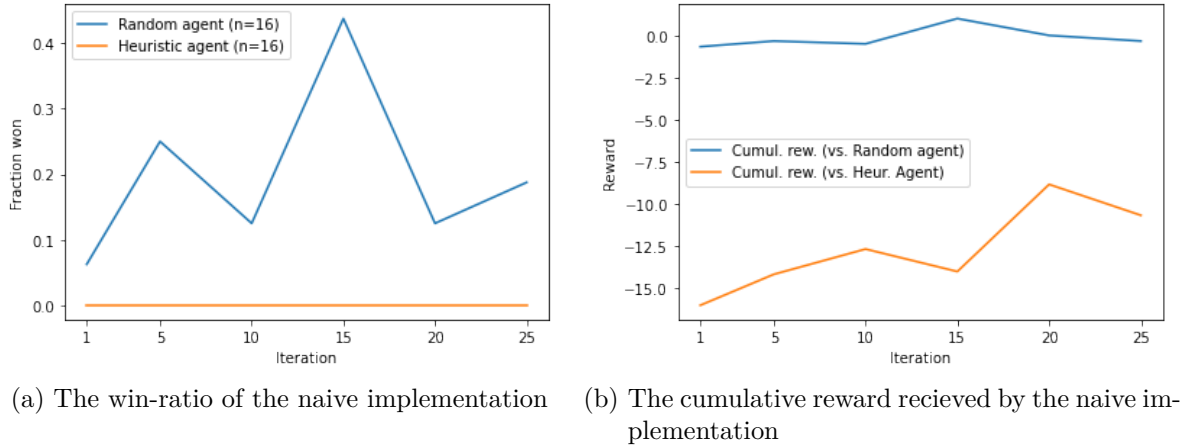 Random agent (n=16)
Heuristic agent (n=16)
Fraction won
0.4
0.3
0.2
0.1
0.0
1 5 10 15 20 25
Iteration
(a) The win-ratio of the naive implementation
Cumul. rew. (vs. Random agent)
Cumul. rew. (vs. Heur. Agent)
Reward
0.0
−2.5
−5.0
−7.5
−10.0
−12.5
−15.0
1 5 10 15 20 25
Iteration
(b) The cumulative reward recieved by the naive im-
plementation